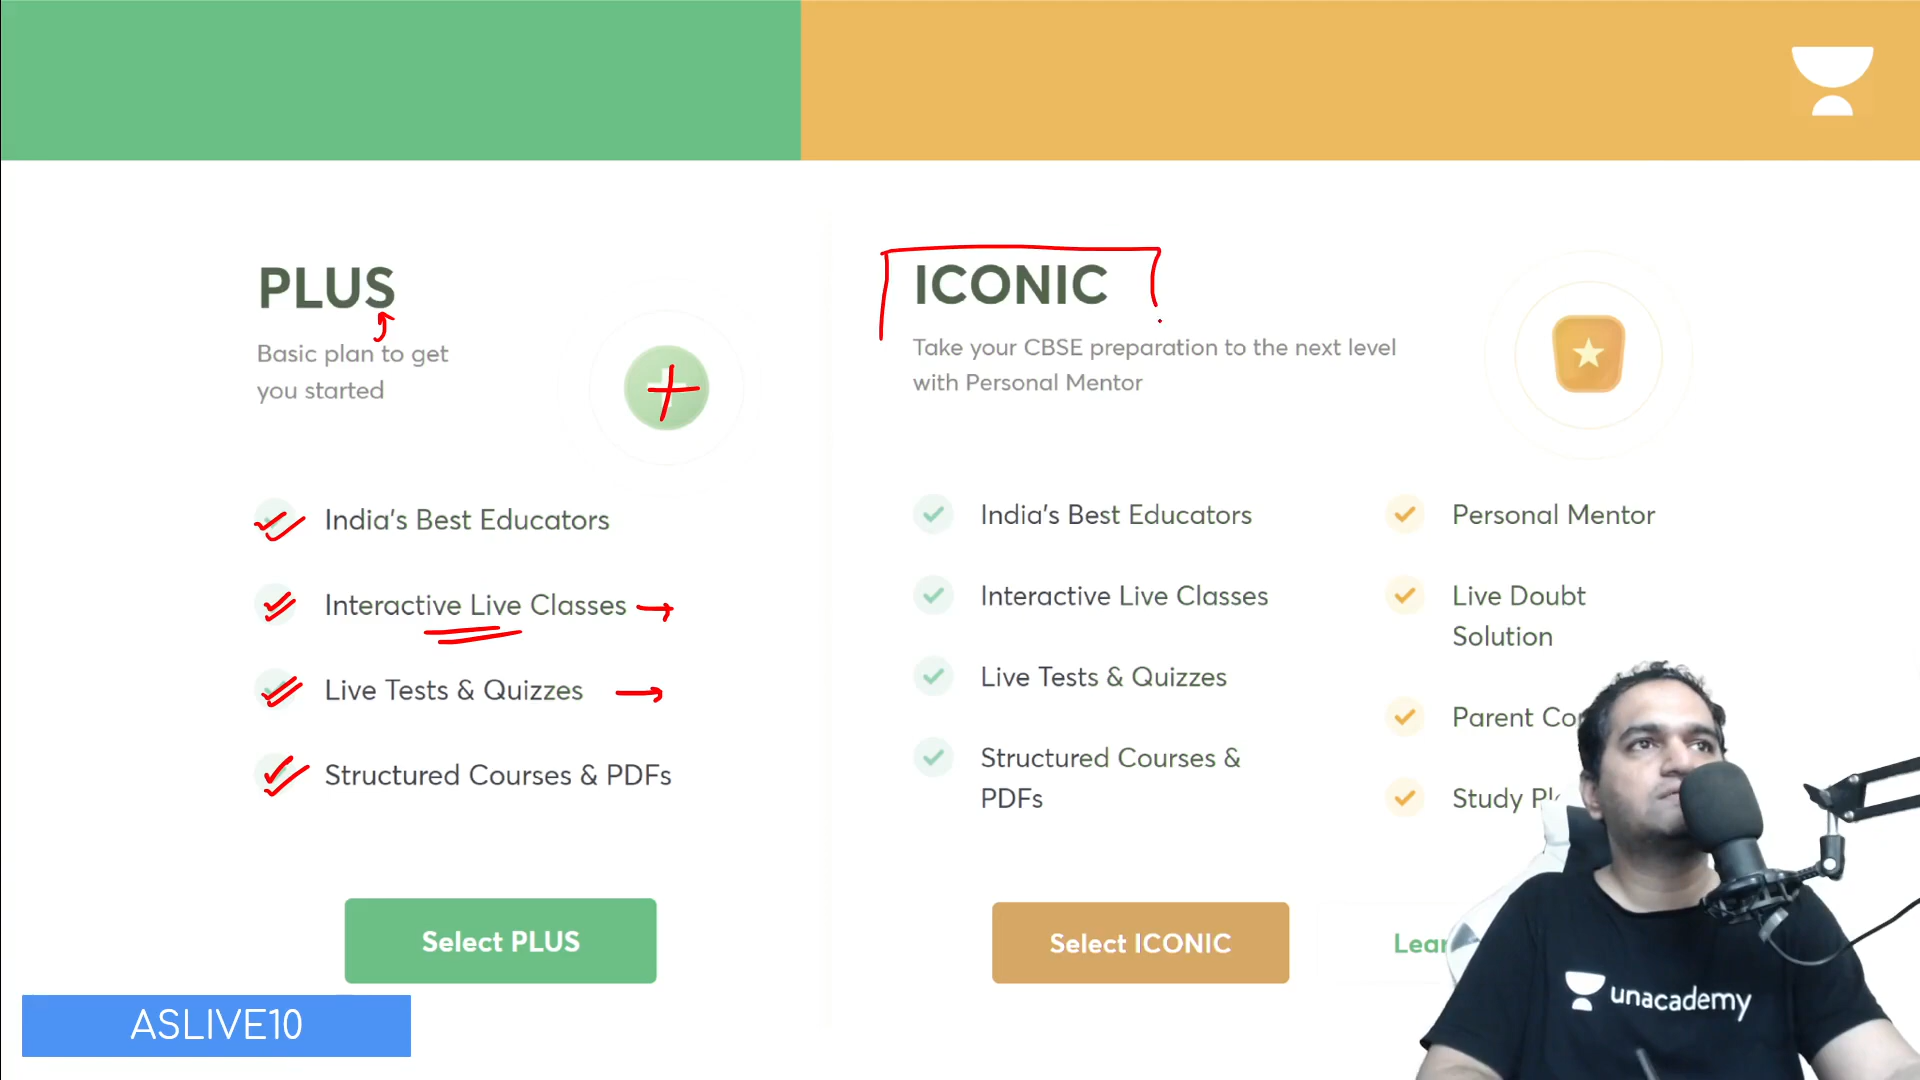 PLUS
Basic plan to get
you started
India's Best Educators
Interactive Live Classes
Live Tests & Quizzes
Structured Courses & PDFs
Select PLUS
ICONIC
Take your CBSE preparation to the next level
with Personal Mentor
India's Best Educators
Interactive Live Classes
Live Tests & Quizzes
Structured Courses &
PDFs
Personal Mentor
Live Doubt
Solution
Parent
Study
Select ICONIC
ASLIVE10
unacademy